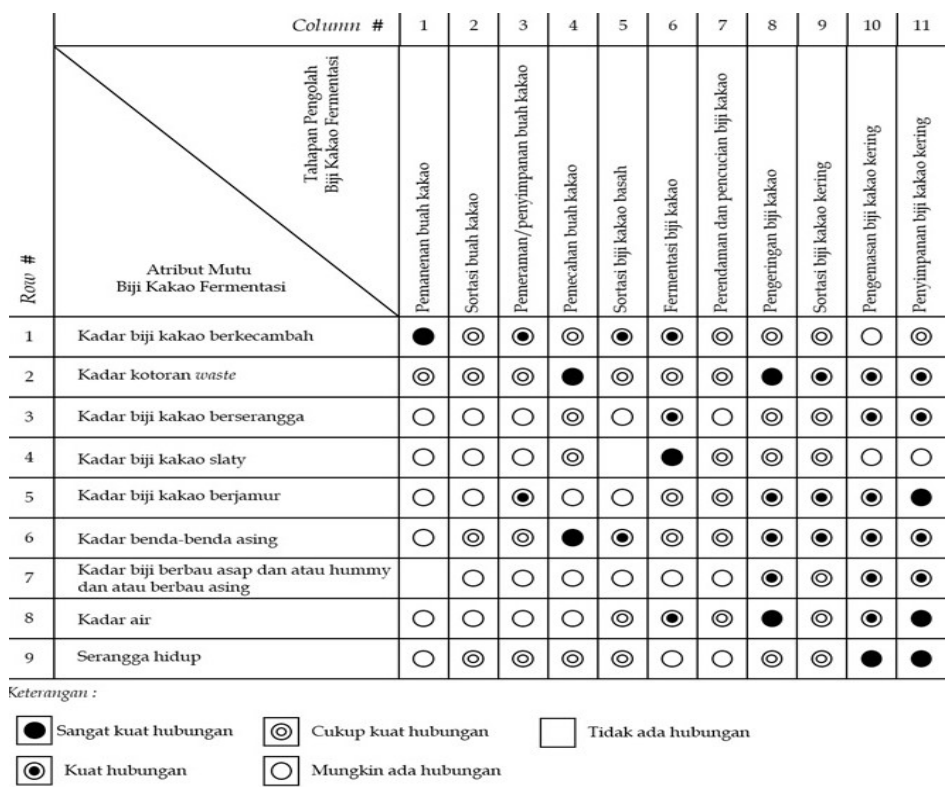 Column # 1 2 3 4 5 6 7 8 9 10 11
Tahapan Pengolah
Biji Kakao Fermentasi
Row #
Atribut Mutu
Biji Kakao Fermentasi
Pemanenan buah kakao
Sortasi buah kakao
Pemeraman/penyimpanan buah kakao
Pemecahan buah kakao
Sortasi biji kakao basah
Fermentasi biji kakao
Perendaman dan pencucian biji kakao
Pengeringan biji kakao
Sortasi biji kakao kering
Pengemasan biji kakao kering
Penyimpanan biji kakao kering
1 Kadar biji kakao berkecambah
2 Kadar kotoran waste
3 Kadar biji kakao berserangga
4 Kadar biji kakao slaty
5 Kadar biji kakao berjamur
6 Kadar benda-benda asing
7 Kadar biji berbau asap dan atau hummy
dan atau berbau asing
8 Kadar air
9 Serangga hidup
Keterangan :
Sangat kuat hubungan
Cukup kuat hubungan
Tidak ada hubungan
Kuat hubungan
Mungkin ada hubungan